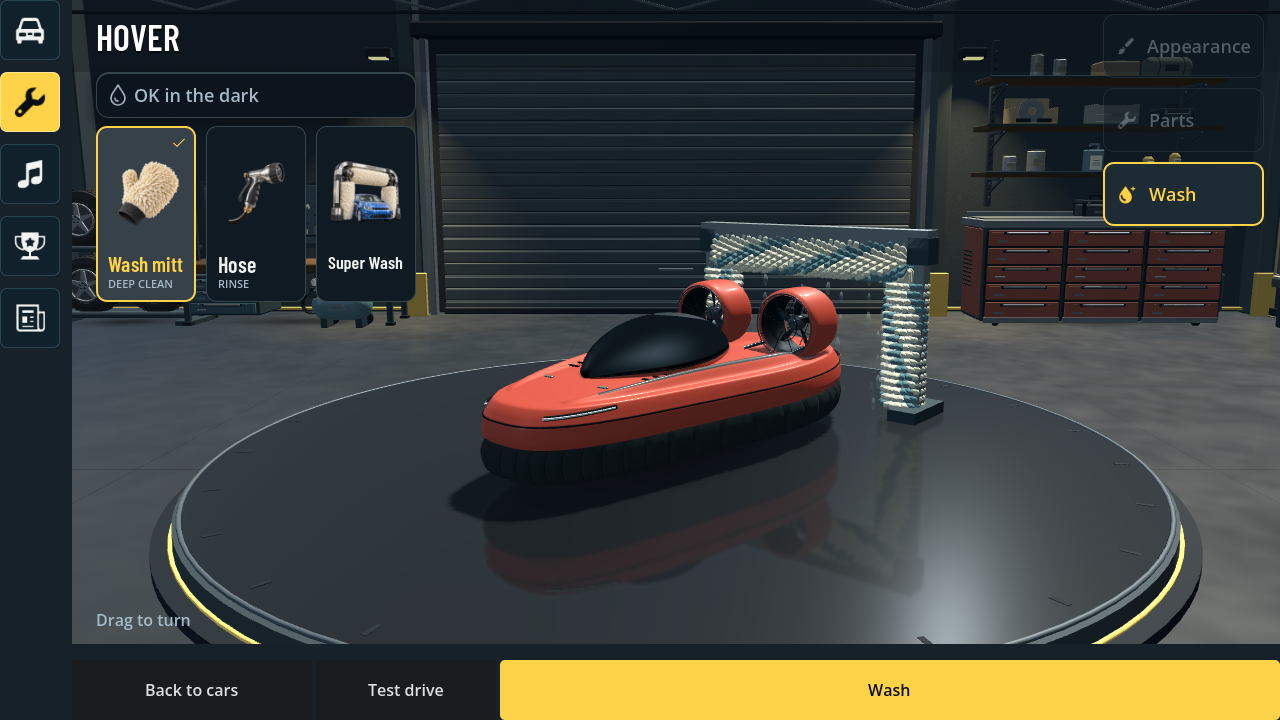 HOVER
OK in the dark
Wash mitt
DEEP CLEAN
Hose
RINSE
Super Wash
Appearance
Parts
Wash
Drag to turn
Back to cars
Test drive
Wash